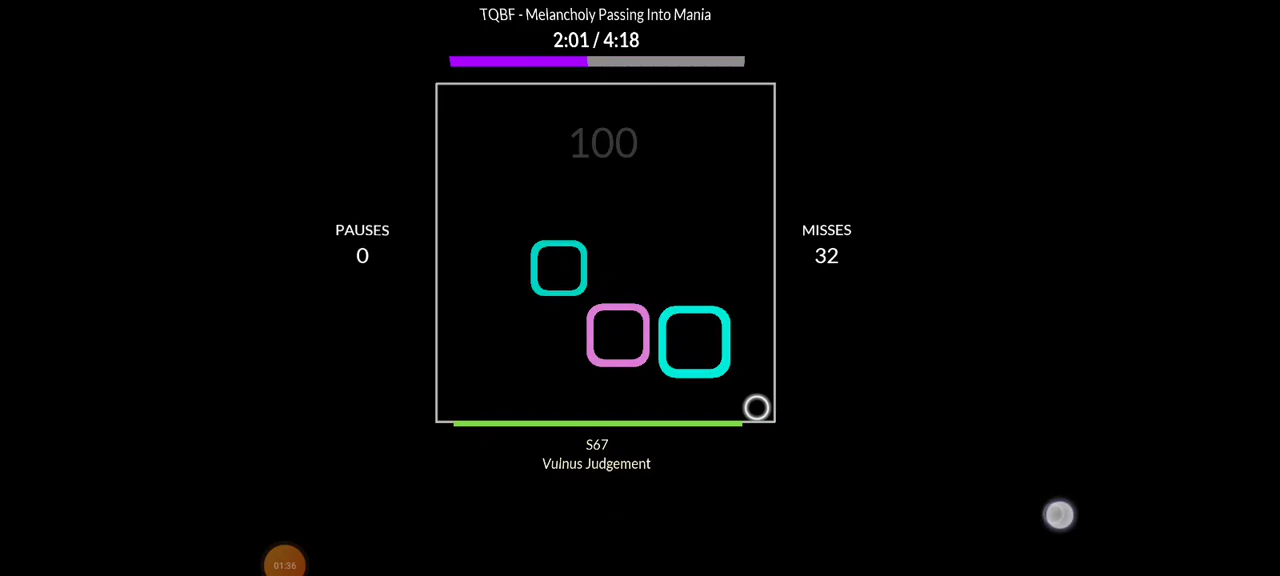 TQBF - Melancholy Passing Into Mania
2:01 / 4:18
100
PAUSES
0
MISSES
32
S67
Vulnus Judgement
01:36